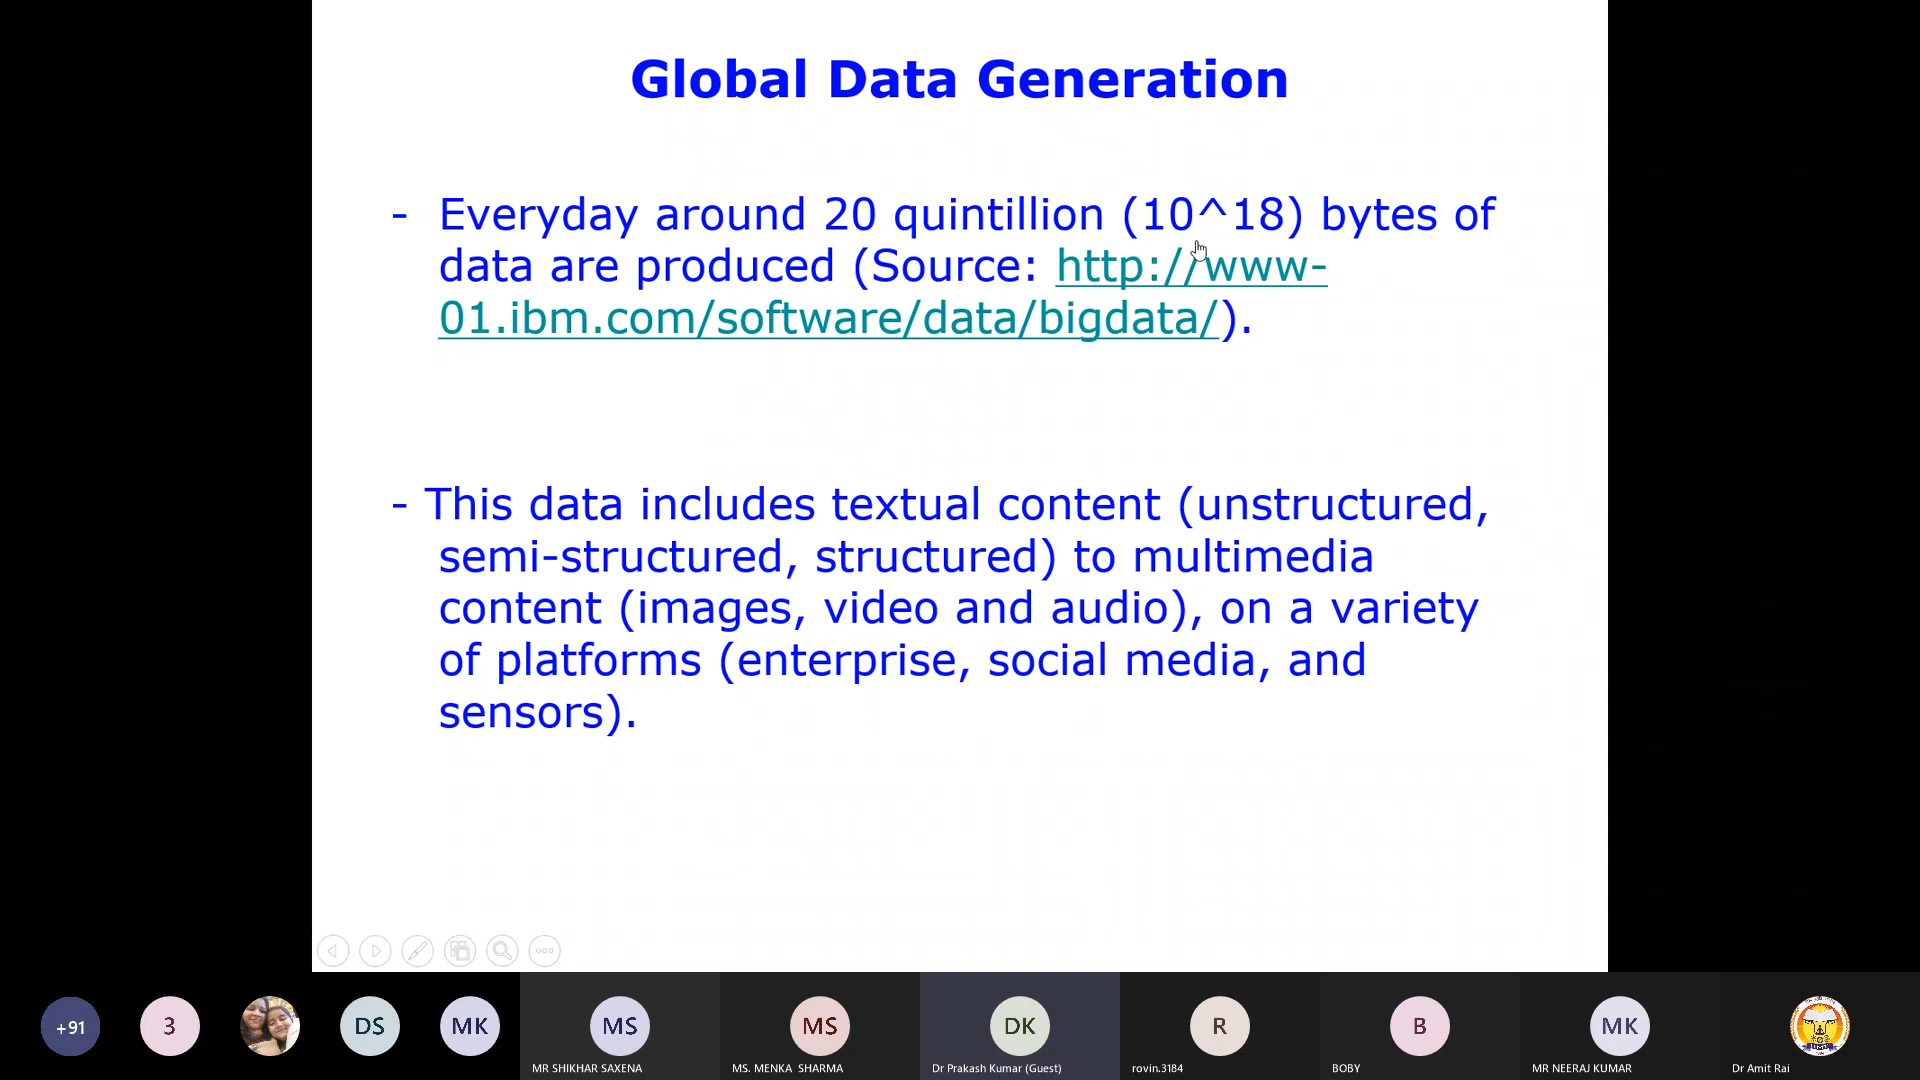 Global Data Generation
- Everyday around 20 quintillion (10^18) bytes of
data are produced (Source: http://www-
01.ibm.com/software/data/bigdata/).
- This data includes textual content (unstructured,
semi-structured, structured) to multimedia
content (images, video and audio), on a variety
of platforms (enterprise, social media, and
sensors).
+91
3
DS
MK
MS
MR SHIKHAR SAXENA
MS
MS. MENKA SHARMA
DK
Dr Prakash Kumar (Guest)
R
rovin.3184
B
BOBY
MK
MR NEERAJ KUMAR
Dr Amit Rai